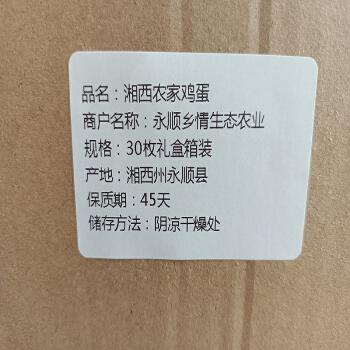 品名：湘西农家鸡蛋
商户名称：永顺乡情生态农业
规格：30枚礼盒箱装
产地：湘西州永顺县
保质期：45天
储存方法：阴凉干燥处